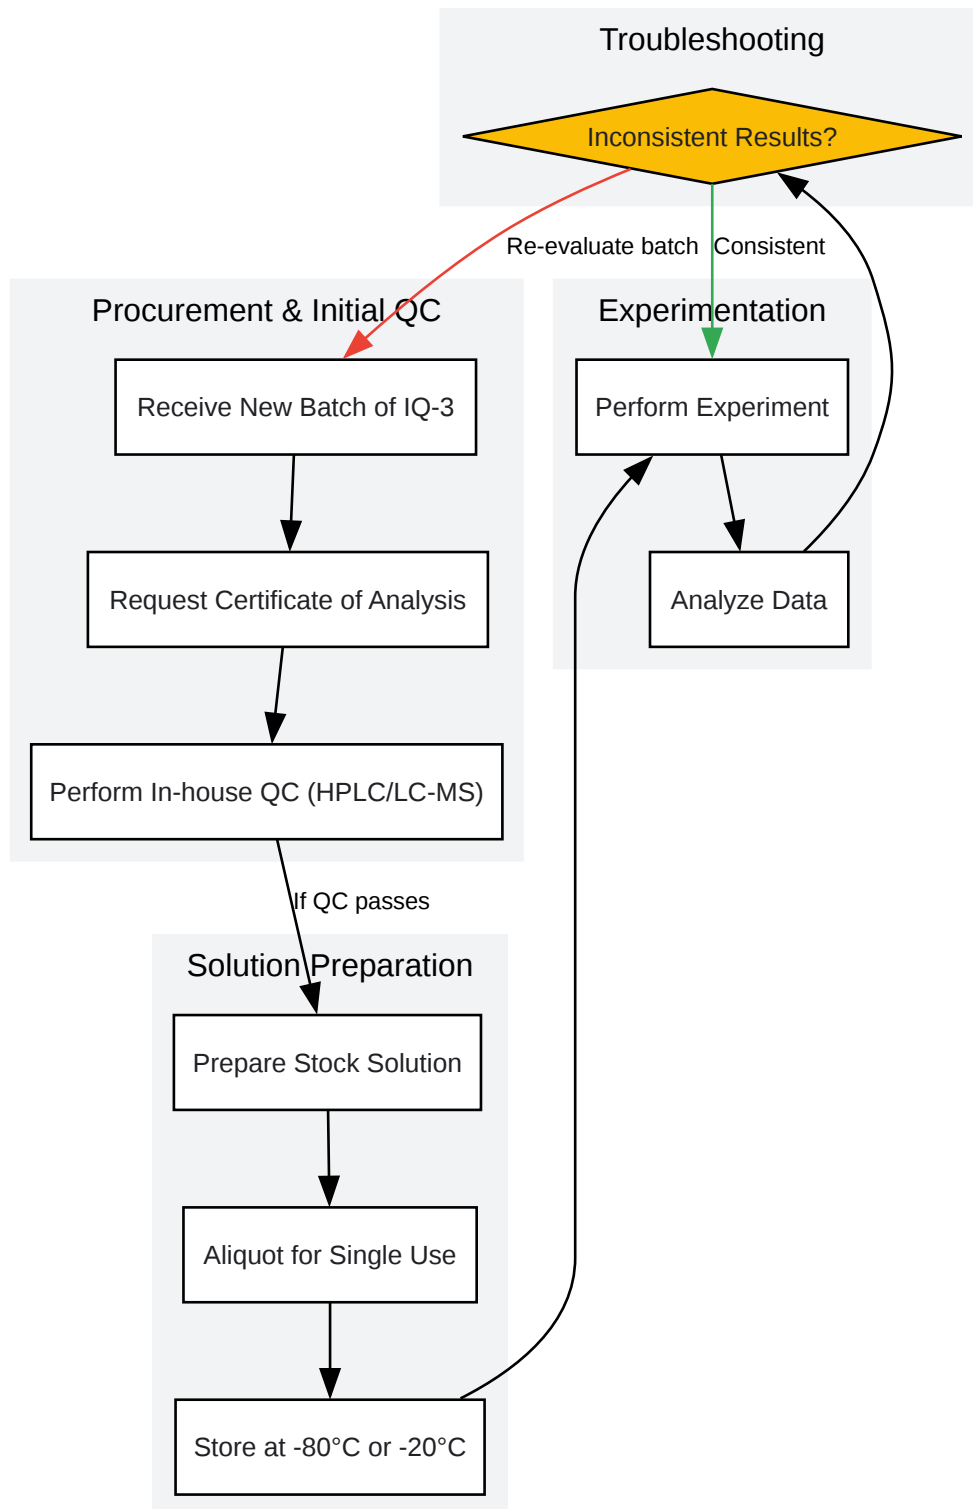 Troubleshooting
Inconsistent Results?
Re-evaluate batch
Consistent
Procurement & Initial QC
Receive New Batch of IQ-3
Request Certificate of Analysis
Perform In-house QC (HPLC/LC-MS)
Experimentation
Perform Experiment
Analyze Data
If QC passes
Solution Preparation
Prepare Stock Solution
Aliquot for Single Use
Store at -80°C or -20°C